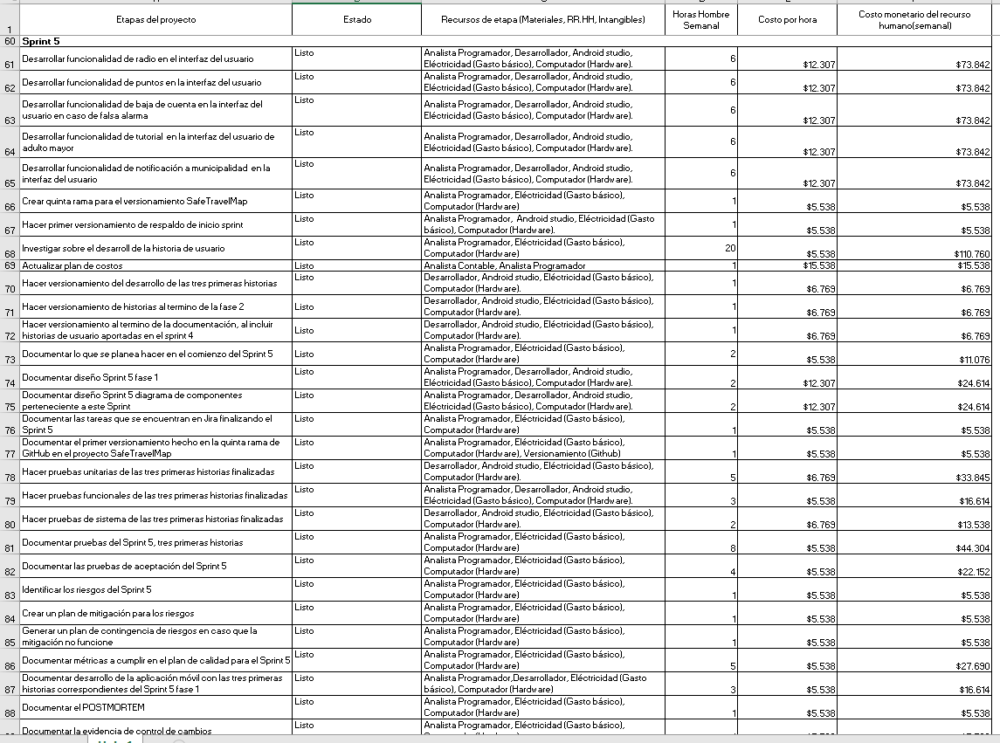 Etapas del proyecto Estado Recursos de etapa (Materiales, RR.HH, Intangibles) Horas Hombre Semanal Costo por hora Costo monetario del recurso humano(semanal)
1
60 Sprint 5
61 Desarrollar funcionalidad de radio en el interfaz del usuario Listo Analista Programador, Desarrollador, Android studio, Eléctricidad (Gasto básico), Computador (Hardware). 6 $12.307 $73.842
62 Desarrollar funcionalidad de puntos en la interfaz del usuario Listo Analista Programador, Desarrollador, Android studio, Eléctricidad (Gasto básico), Computador (Hardware). 6 $12.307 $73.842
63 Desarrollar funcionalidad de baja de cuenta en la interfaz del usuario en caso de falsa alarma Listo Analista Programador, Desarrollador, Android studio, Eléctricidad (Gasto básico), Computador (Hardware). 6 $12.307 $73.842
64 Desarrollar funcionalidad de tutorial en la interfaz del usuario de adulto mayor Listo Analista Programador, Desarrollador, Android studio, Eléctricidad (Gasto básico), Computador (Hardware). 6 $12.307 $73.842
65 Desarrollar funcionalidad de notificación a municipalidad en la interfaz del usuario Listo Analista Programador, Desarrollador, Android studio, Eléctricidad (Gasto básico), Computador (Hardware). 6 $12.307 $73.842
66 Crear quinta rama para el versionamiento SafeTravelMap Listo Analista Programador, Eléctricidad (Gasto básico), Computador (Hardware) 1 $5.538 $5.538
67 Hacer primer versionamiento de respaldo de inicio sprint Listo Analista Programador, Android studio, Eléctricidad (Gasto básico), Computador (Hardware). 1 $5.538 $5.538
68 Investigar sobre el desarroll de la historia de usuario Listo Analista Programador, Eléctricidad (Gasto básico), Computador (Hardware) 20 $5.538 $110.760
69 Actualizar plan de costos Listo Analista Contable, Analista Programador 1 $15.538 $15.538
70 Hacer versionamiento del desarrollo de las tres primeras historias Listo Desarrollador, Android studio, Eléctricidad (Gasto básico), Computador (Hardware). 1 $6.769 $6.769
71 Hacer versionamiento de historias al termino de la fase 2 Listo Desarrollador, Android studio, Eléctricidad (Gasto básico), Computador (Hardware). 1 $6.769 $6.769
72 Hacer versionamiento al termino de la documentación, al incluir historias de usuario aportadas en el sprint 4 Listo Desarrollador, Android studio, Eléctricidad (Gasto básico), Computador (Hardware). 1 $6.769 $6.769
73 Documentar lo que se planea hacer en el comienzo del Sprint 5 Listo Analista Programador, Eléctricidad (Gasto básico), Computador (Hardware) 2 $5.538 $11.076
74 Documentar diseño Sprint 5 fase 1 Listo Analista Programador, Desarrollador, Android studio, Eléctricidad (Gasto básico), Computador (Hardware). 2 $12.307 $24.614
75 Documentar diseño Sprint 5 diagrama de componentes perteneciente a este Sprint Listo Analista Programador, Desarrollador, Android studio, Eléctricidad (Gasto básico), Computador (Hardware). 2 $12.307 $24.614
76 Documentar las tareas que se encuentran en Jira finalizando el Sprint 5 Listo Analista Programador, Eléctricidad (Gasto básico), Computador (Hardware) 1 $5.538 $5.538
77 Documentar el primer versionamiento hecho en la quinta rama de GitHub en el proyecto SafeTravelMap Listo Analista Programador, Eléctricidad (Gasto básico), Computador (Hardware), Versionamiento (Github) 1 $5.538 $5.538
78 Hacer pruebas unitarias de las tres primeras historias finalizadas Listo Desarrollador, Android studio, Eléctricidad (Gasto básico), Computador (Hardware). 5 $6.769 $33.845
79 Hacer pruebas funcionales de las tres primeras historias finalizadas Listo Analista Programador, Desarrollador, Android studio, Eléctricidad (Gasto básico), Computador (Hardware). 3 $5.538 $16.614
80 Hacer pruebas de sistema de las tres primeras historias finalizadas Listo Desarrollador, Android studio, Eléctricidad (Gasto básico), Computador (Hardware). 2 $6.769 $13.538
81 Documentar pruebas del Sprint 5, tres primeras historias Listo Analista Programador, Eléctricidad (Gasto básico), Computador (Hardware) 8 $5.538 $44.304
82 Documentar las pruebas de aceptación del Sprint 5 Listo Analista Programador, Eléctricidad (Gasto básico), Computador (Hardware) 4 $5.538 $22.152
83 Identificar los riesgos del Sprint 5 Listo Analista Programador, Eléctricidad (Gasto básico), Computador (Hardware) 1 $5.538 $5.538
84 Crear un plan de mitigación para los riesgos Listo Analista Programador, Eléctricidad (Gasto básico), Computador (Hardware) 1 $5.538 $5.538
85 Generar un plan de contingencia de riesgos en caso que la mitigación no funcione Listo Analista Programador, Eléctricidad (Gasto básico), Computador (Hardware) 1 $5.538 $5.538
86 Documentar métricas a cumplir en el plan de calidad para el Sprint 5 Listo Analista Programador, Eléctricidad (Gasto básico), Computador (Hardware) 5 $5.538 $27.690
87 Documentar desarrollo de la aplicación móvil con las tres primeras historias correspondientes del Sprint 5 fase 1 Listo Analista Programador,Desarrollador, Eléctricidad (Gasto básico), Computador (Hardware) 3 $5.538 $16.614
88 Documentar el POSTMORTEM Listo Analista Programador, Eléctricidad (Gasto básico), Computador (Hardware) 1 $5.538 $5.538
Documentar la evidencia de control de cambios Listo Analista Programador, Eléctricidad (Gasto básico),